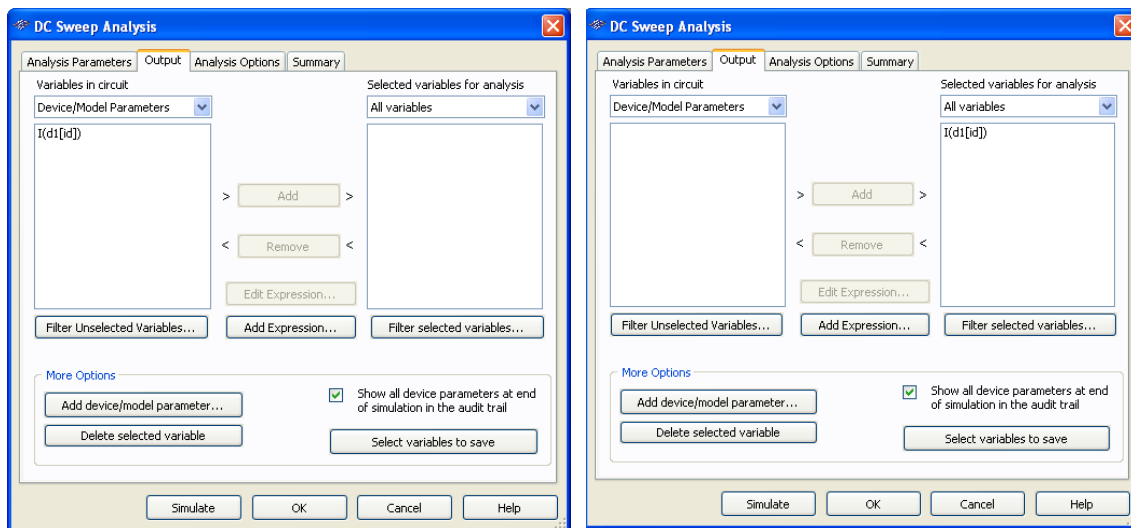 DC Sweep Analysis
Analysis Parameters Output Analysis Options Summary
Variables in circuit
Selected variables for analysis
Device/Model Parameters
All variables
I(d1[id])
> Add >
< Remove <
Edit Expression...
Filter Unselected Variables...
Add Expression...
Filter selected variables...
More Options
Add device/model parameter...
Delete selected variable
Show all device parameters at end
of simulation in the audit trail
Select variables to save
Simulate OK Cancel Help
DC Sweep Analysis
Analysis Parameters Output Analysis Options Summary
Variables in circuit
Selected variables for analysis
Device/Model Parameters
All variables
I(d1[id])
> Add >
< Remove <
Edit Expression...
Filter Unselected Variables...
Add Expression...
Filter selected variables...
More Options
Add device/model parameter...
Delete selected variable
Show all device parameters at end
of simulation in the audit trail
Select variables to save
Simulate OK Cancel Help